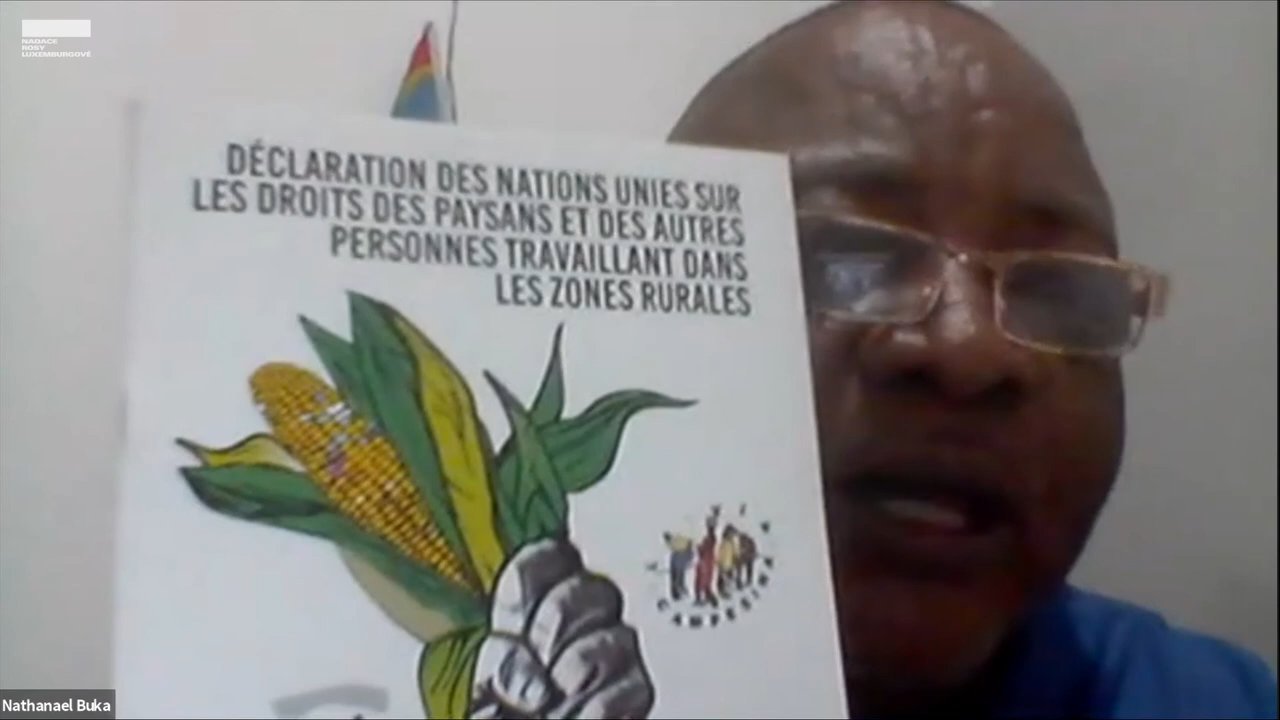 NADACE
ROSY
LUXEMBURGOVÉ
DÉCLARATION DES NATIONS UNIES SUR
LES DROITS DES PAYSANS ET DES AUTRES
PERSONNES TRAVAILLANT DANS
LES ZONES RURALES
VIA
CAMPESINA
Nathanael Buka